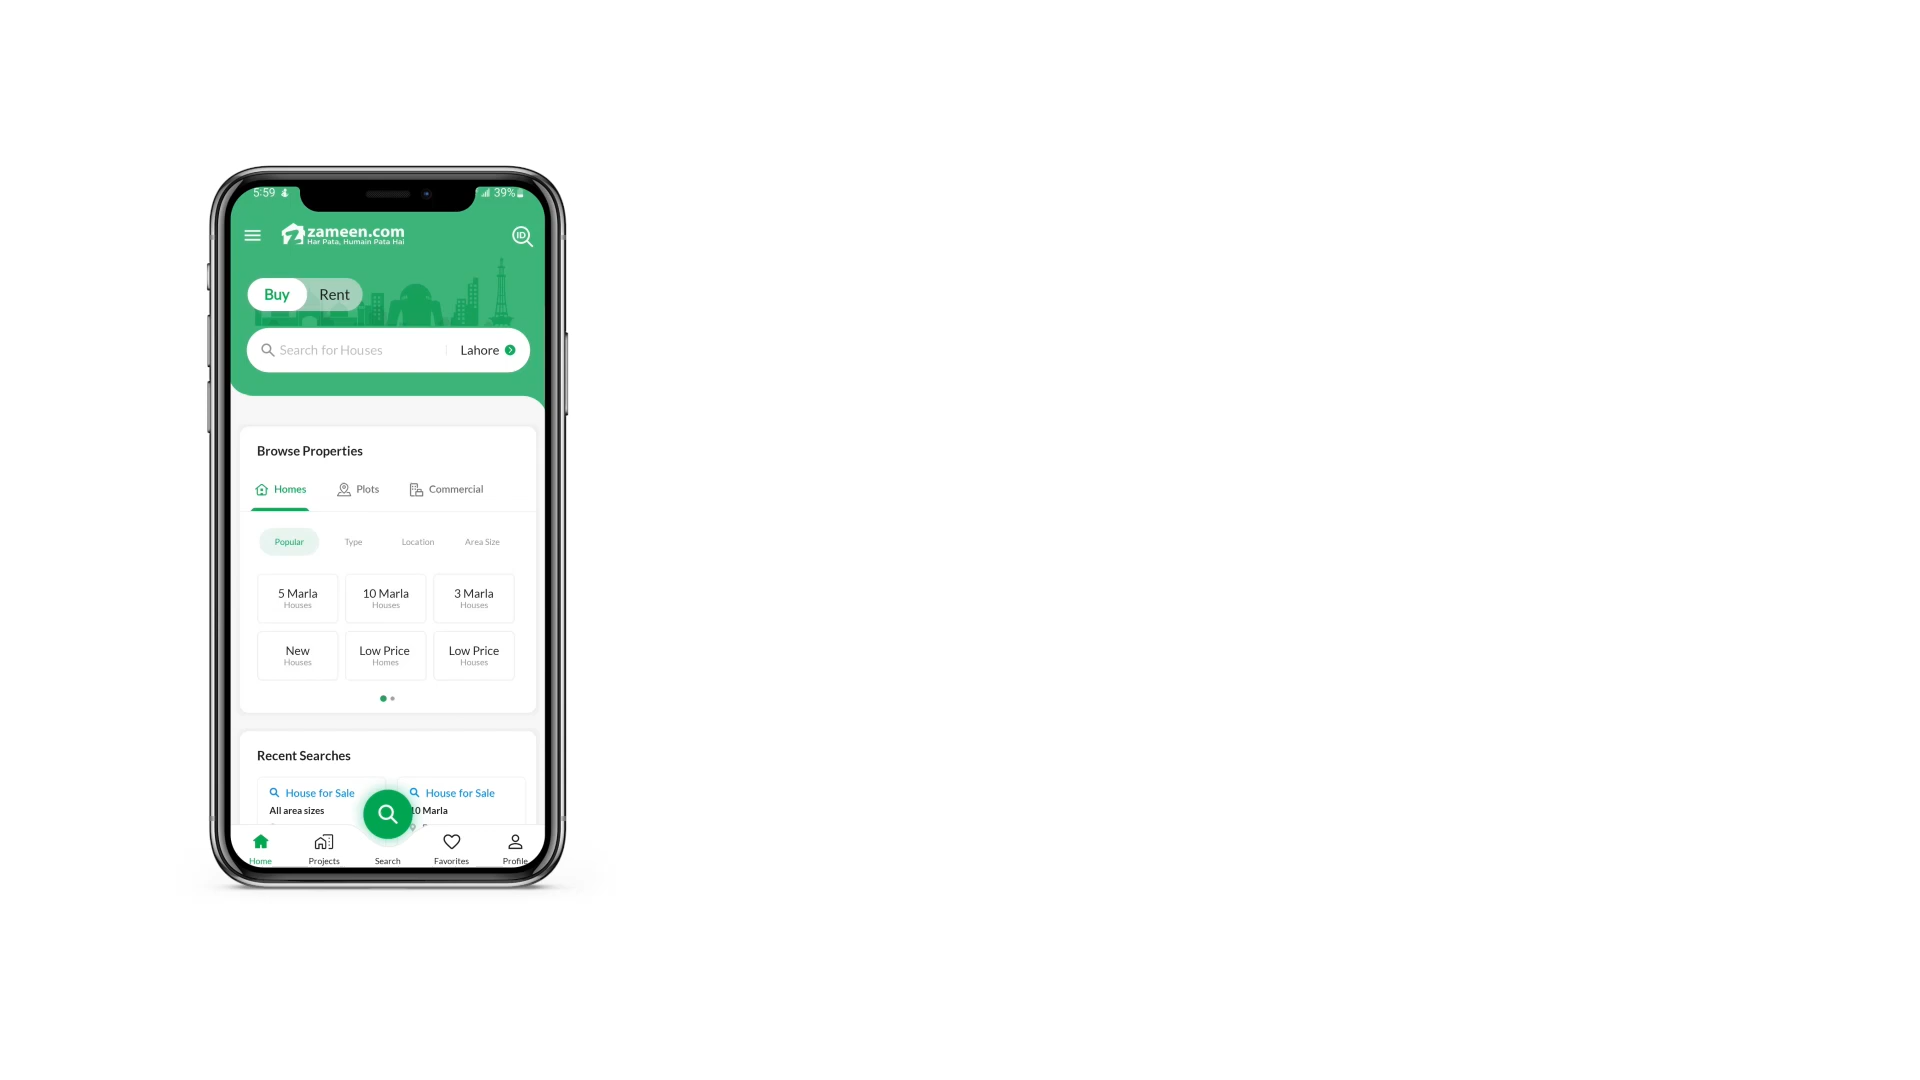 5:59
39%
zameen.com
Har Pata, Humain Pata Hai
ID
Buy Rent
Search for Houses Lahore
Browse Properties
Homes Plots Commercial
Popular Type Location Area Size
5 Marla 10 Marla 3 Marla
Houses Houses Houses
New Low Price Low Price
Houses Homes Houses
Recent Searches
House for Sale House for Sale
All area sizes 10 Marla
Home Projects Search Favorites Profile